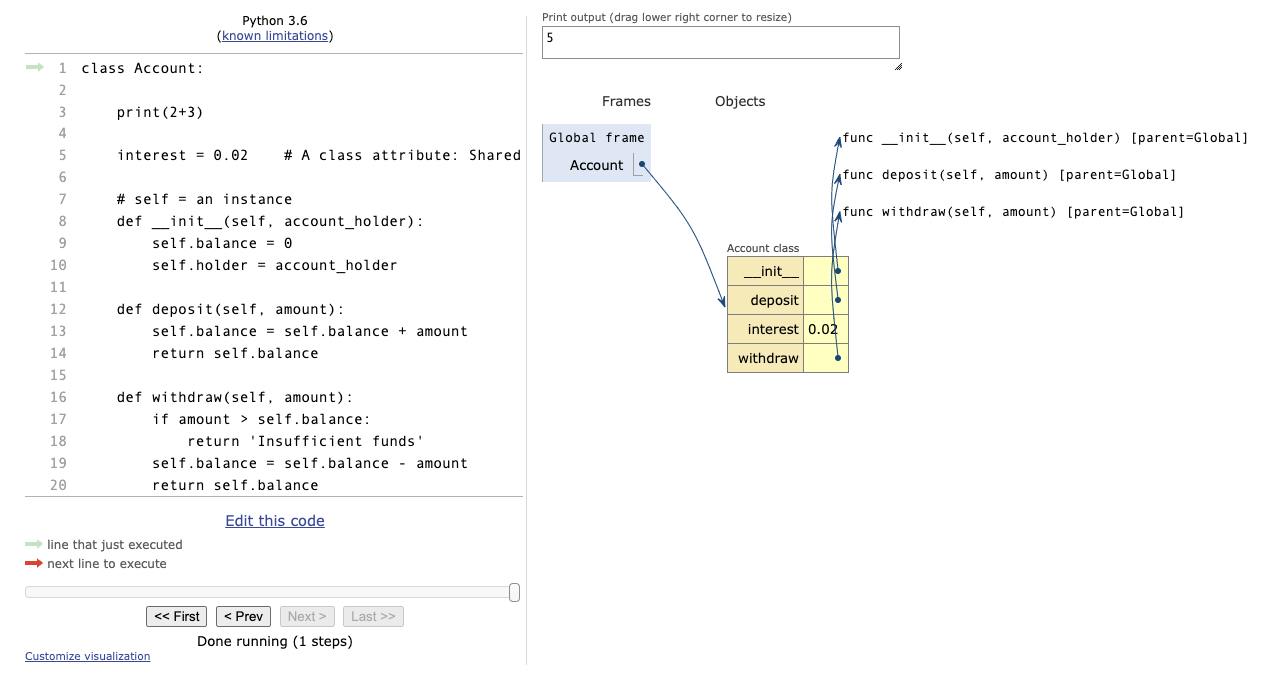 Python 3.6
(known limitations)
1 class Account:
2
3     print(2+3)
4
5     interest = 0.02    # A class attribute: Shared
6
7     # self = an instance
8     def __init__(self, account_holder):
9         self.balance = 0
10         self.holder = account_holder
11
12     def deposit(self, amount):
13         self.balance = self.balance + amount
14         return self.balance
15
16     def withdraw(self, amount):
17         if amount > self.balance:
18             return 'Insufficient funds'
19         self.balance = self.balance - amount
20         return self.balance
Edit this code
line that just executed
next line to execute
<< First < Prev Next > Last >>
Done running (1 steps)
Customize visualization
Print output (drag lower right corner to resize)
5
Frames Objects
Global frame
Account
func __init__(self, account_holder) [parent=Global]
func deposit(self, amount) [parent=Global]
func withdraw(self, amount) [parent=Global]
Account class
__init__
deposit
interest 0.02
withdraw